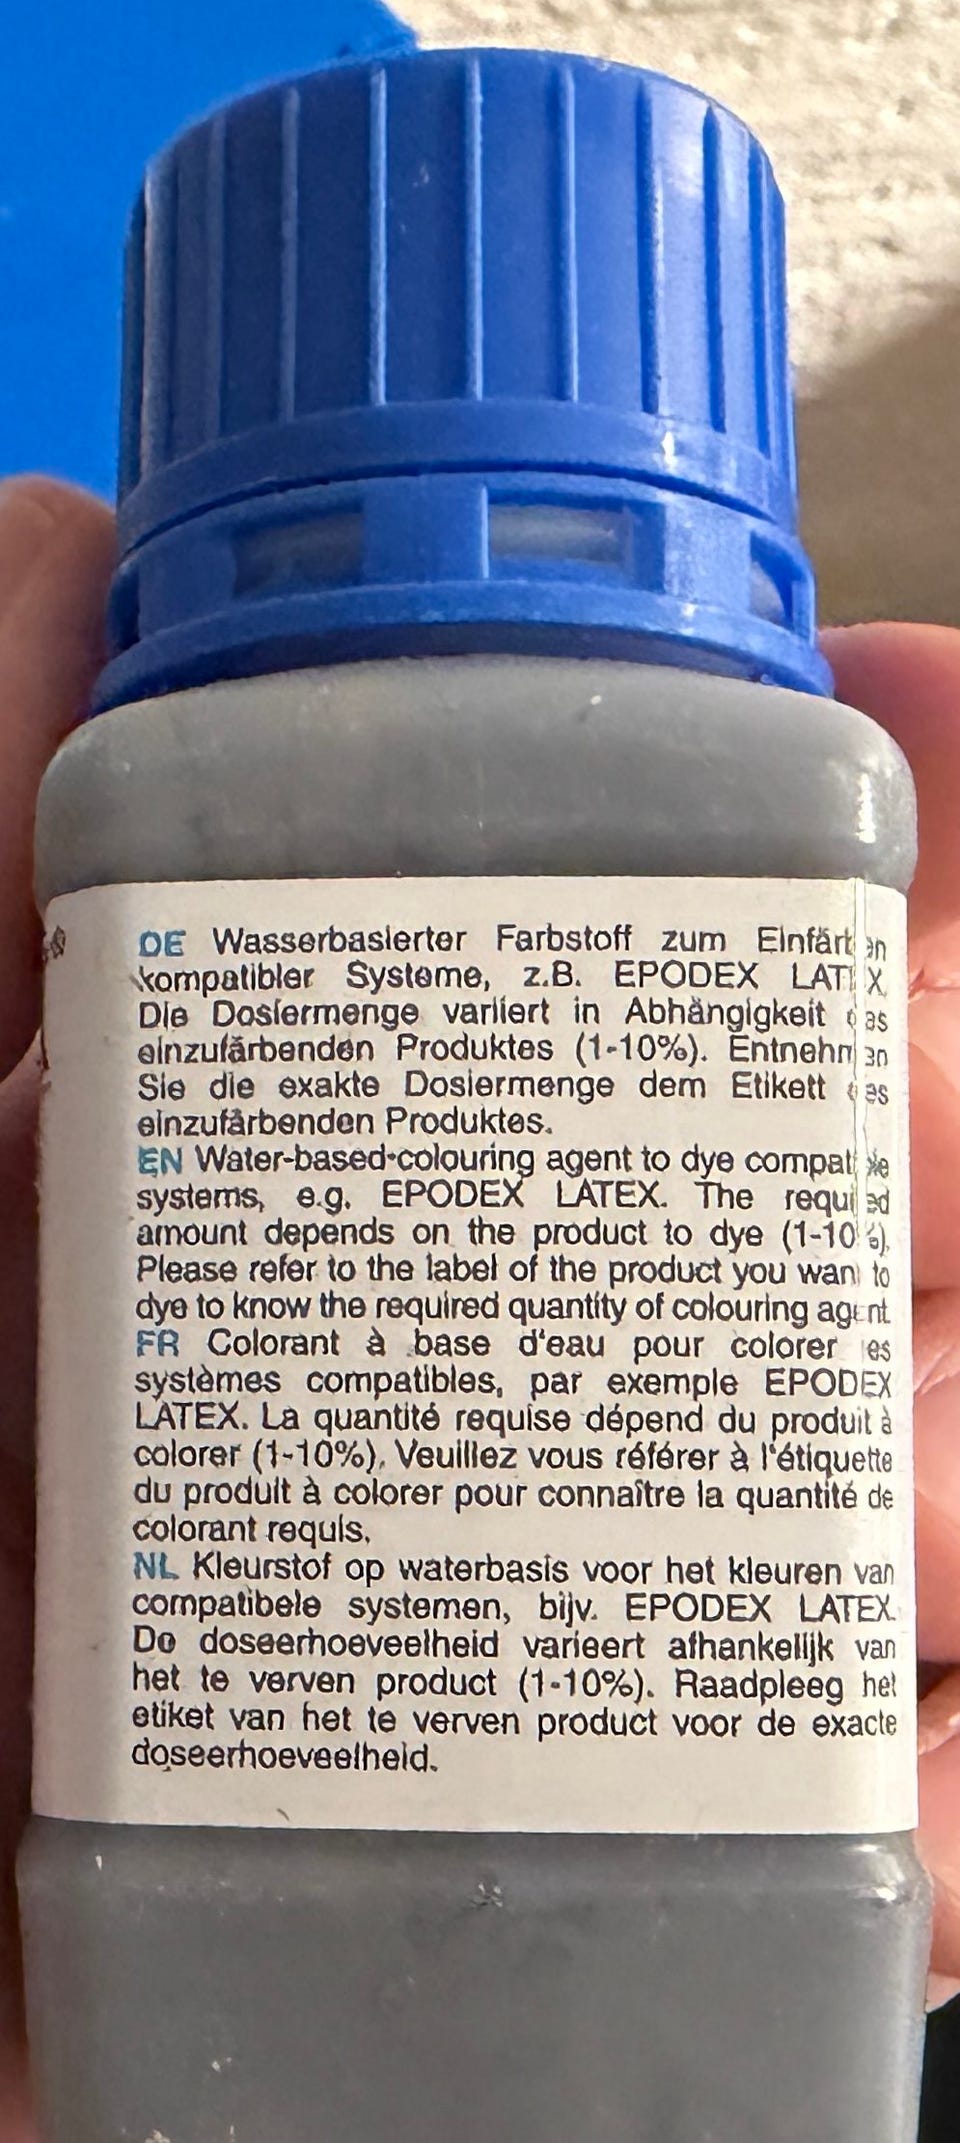 DE Wasserbasierter Farbstoff zum Einfärben
kompatibler Systeme, z.B. EPODEX LATEX.
Die Dosiermenge variiert in Abhängigkeit des
einzufärbenden Produktes (1-10%). Entnehmen
Sie die exakte Dosiermenge dem Etikett des
einzufärbenden Produktes.
EN Water-based colouring agent to dye compatible
systems, e.g. EPODEX LATEX. The required
amount depends on the product to dye (1-10%).
Please refer to the label of the product you want to
dye to know the required quantity of colouring agent.
FR Colorant à base d'eau pour colorer les
systèmes compatibles, par exemple EPODEX
LATEX. La quantité requise dépend du produit à
colorer (1-10%). Veuillez vous référer à l'étiquette
du produit à colorer pour connaître la quantité de
colorant requis.
NL Kleurstof op waterbasis voor het kleuren van
compatibele systemen, bijv. EPODEX LATEX.
De doseerhoeveelheid varieert afhankelijk van
het te verven product (1-10%). Raadpleeg het
etiket van het te verven product voor de exacte
doseerhoeveelheid.